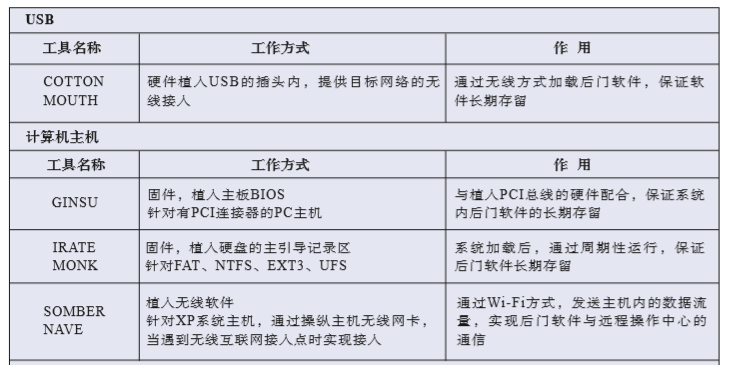 USB
工具名称 工作方式 作 用
COTTON 硬件植入USB的插头内，提供目标网络的无 通过无线方式加载后门软件，保证软
MOUTH 线接入 件长期存留
计算机主机
工具名称 工作方式 作 用
GINSU 固件，植入主板BIOS 与植入PCI总线的硬件配合，保证系统
针对有PCI连接器的PC主机 内后门软件的长期存留
IRATE 固件，植入硬盘的主引导记录区 系统加载后，通过周期性运行，保证
MONK 针对FAT、NTFS、EXT3、UFS 后门软件长期存留
SOMBER 植入无线软件 通过Wi-Fi方式，发送主机内的数据流
NAVE 针对XP系统主机，通过操纵主机无线网卡， 量，实现后门软件与远程操作中心的
当遇到无线互联网接入点时实现接入 通信